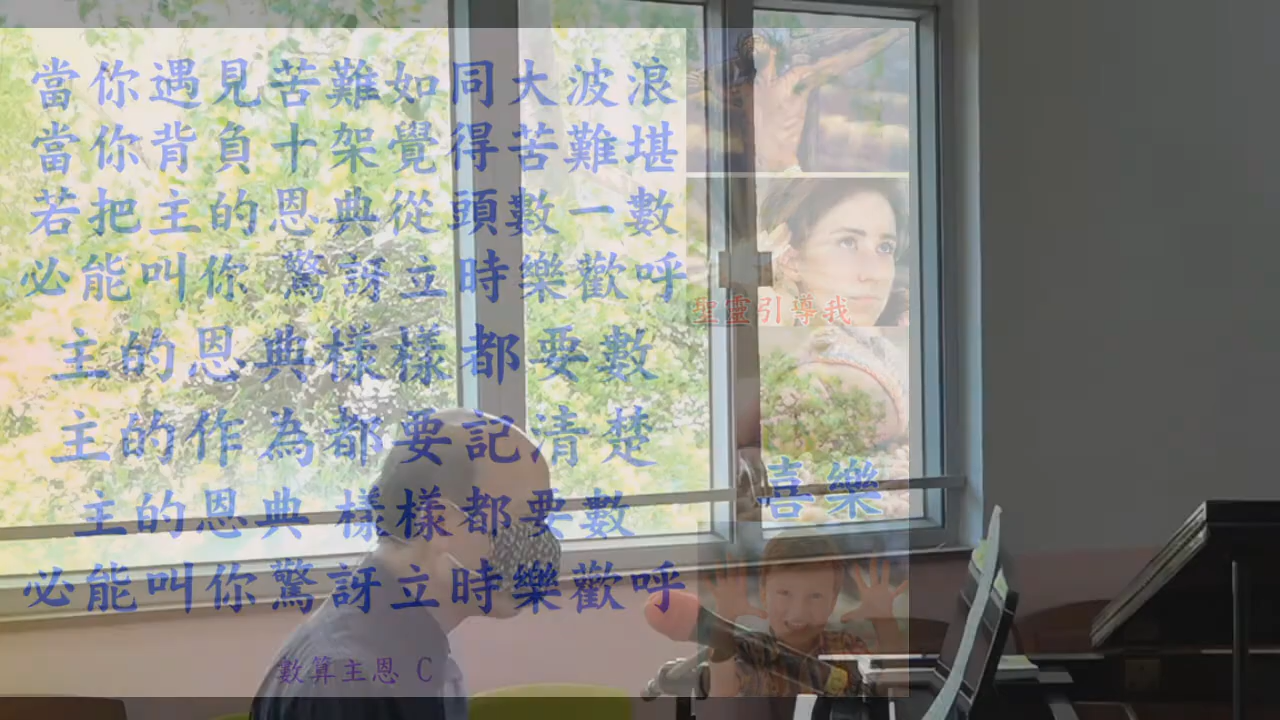 當你遇見苦難如同大波浪
當你背負十架覺得苦難堪
若把主的恩典從頭數一數
必能叫你 驚訝立時樂歡呼
主的恩典樣樣都要數
主的作為都要記清楚
主的恩典 樣樣都要數
必能叫你驚訝立時樂歡呼
數算主恩 C
聖靈引導我
喜樂